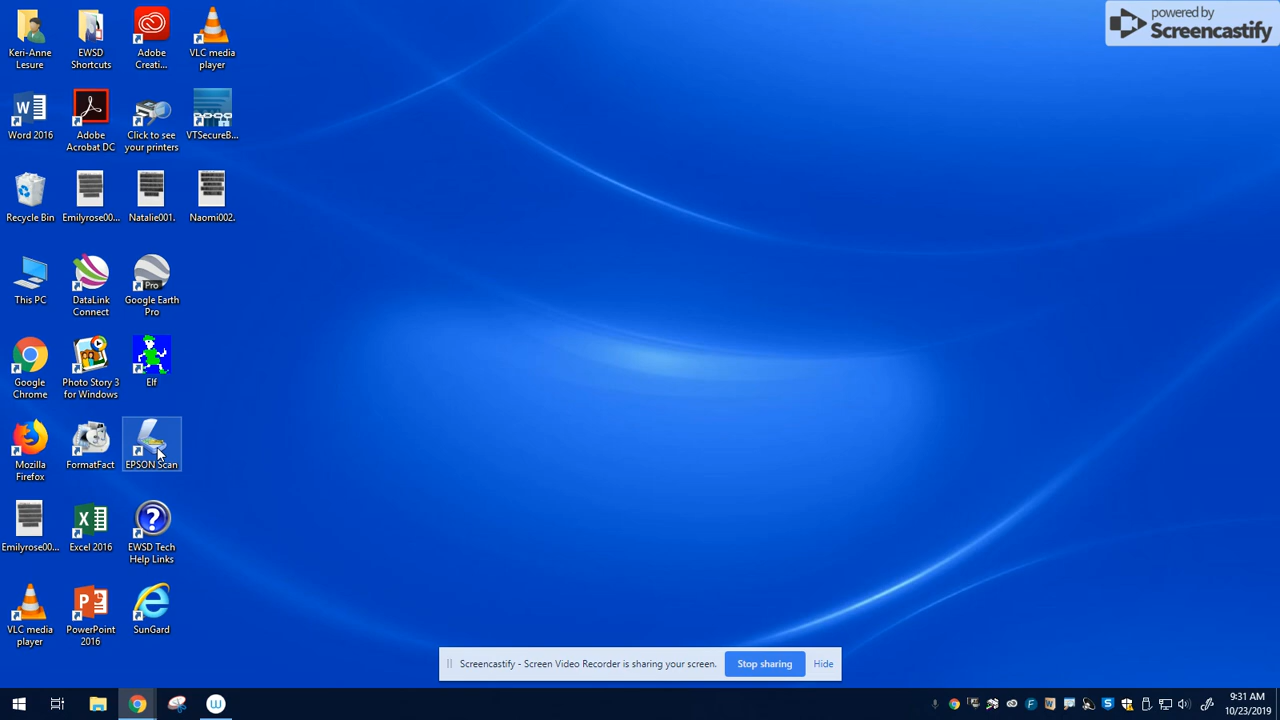 powered by
Screencastify
Keri-Anne
Lesure
EWSD
Shortcuts
Adobe
Creati...
VLC media
player
Word 2016
Adobe
Acrobat DC
Click to see
your printers
VTSecureB...
Recycle Bin
Emilyrose00...
Natalie001.
Naomi002.
This PC
DataLink
Connect
Pro
Google Earth
Pro
Google
Chrome
Photo Story 3
for Windows
Elf
Mozilla
Firefox
FormatFact
EPSON Scan
Emilyrose00...
Excel 2016
EWSD Tech
Help Links
VLC media
player
PowerPoint
2016
SunGard
Screencastify - Screen Video Recorder is sharing your screen.
Stop sharing
Hide
9:31 AM
10/23/2019